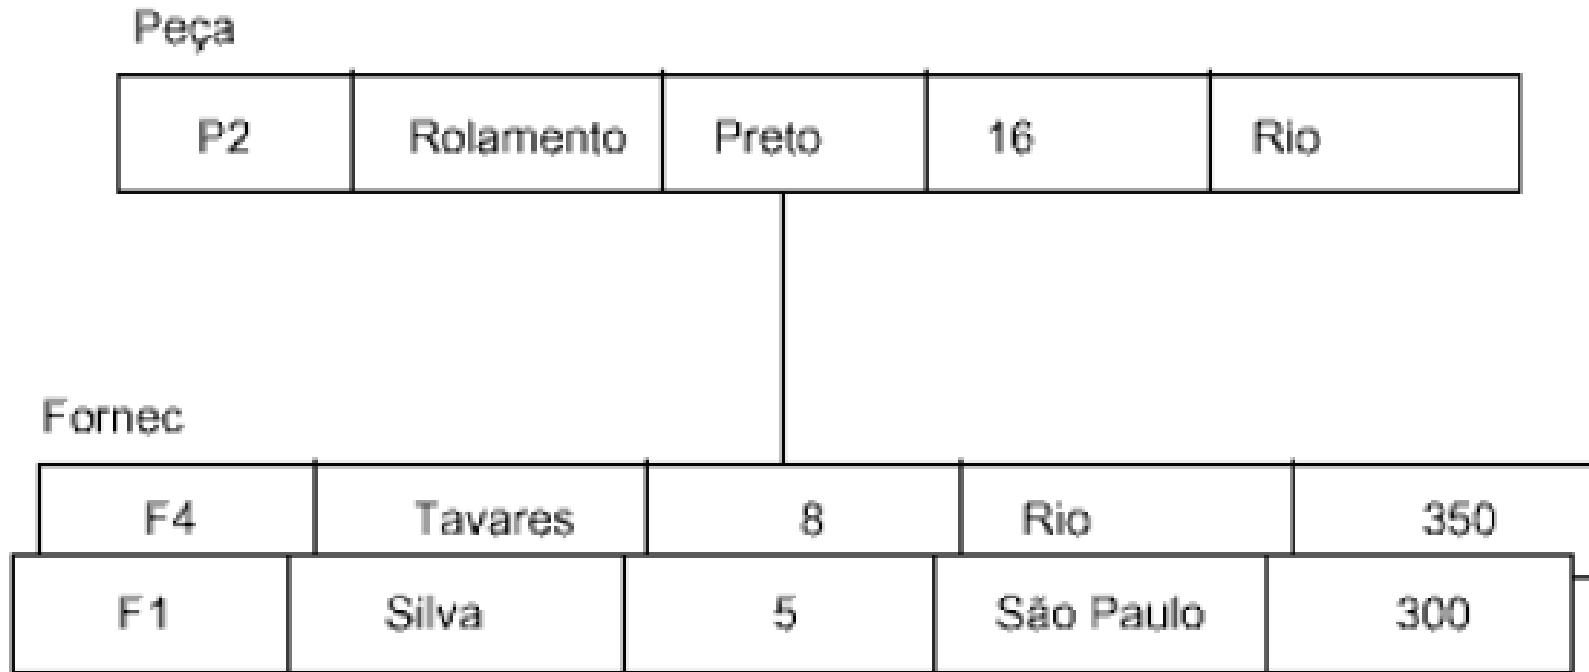 Peça
P2 Rolamento Preto 16 Rio
Fornec
F4 Tavares 8 Rio 350
F1 Silva 5 São Paulo 300